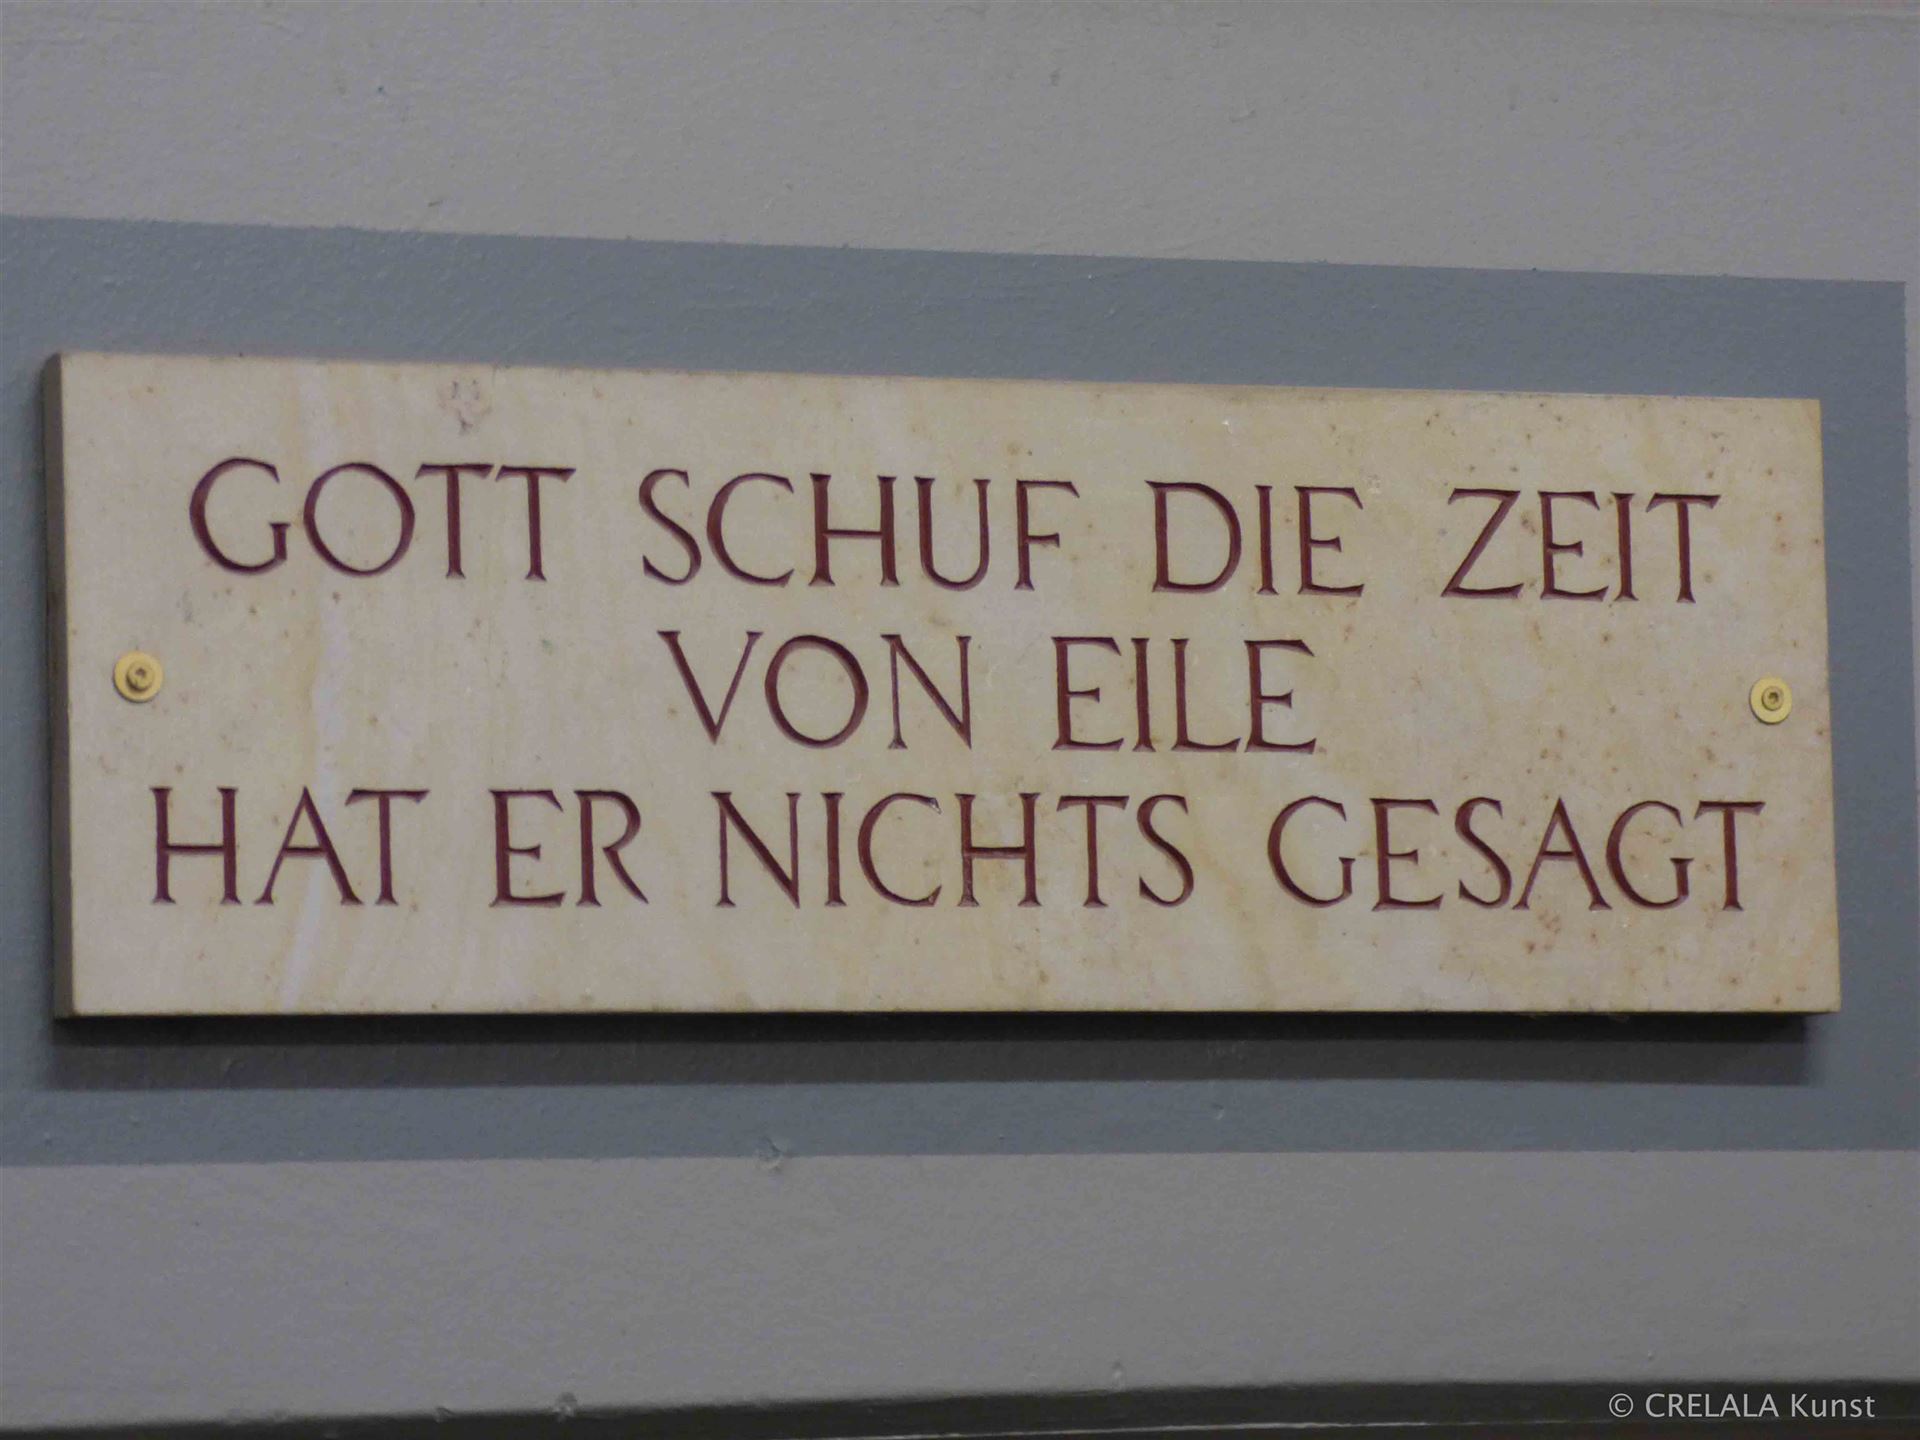 GOTT SCHUF DIE ZEIT
VON EILE
HAT ER NICHTS GESAGT
© CRELALA Kunst